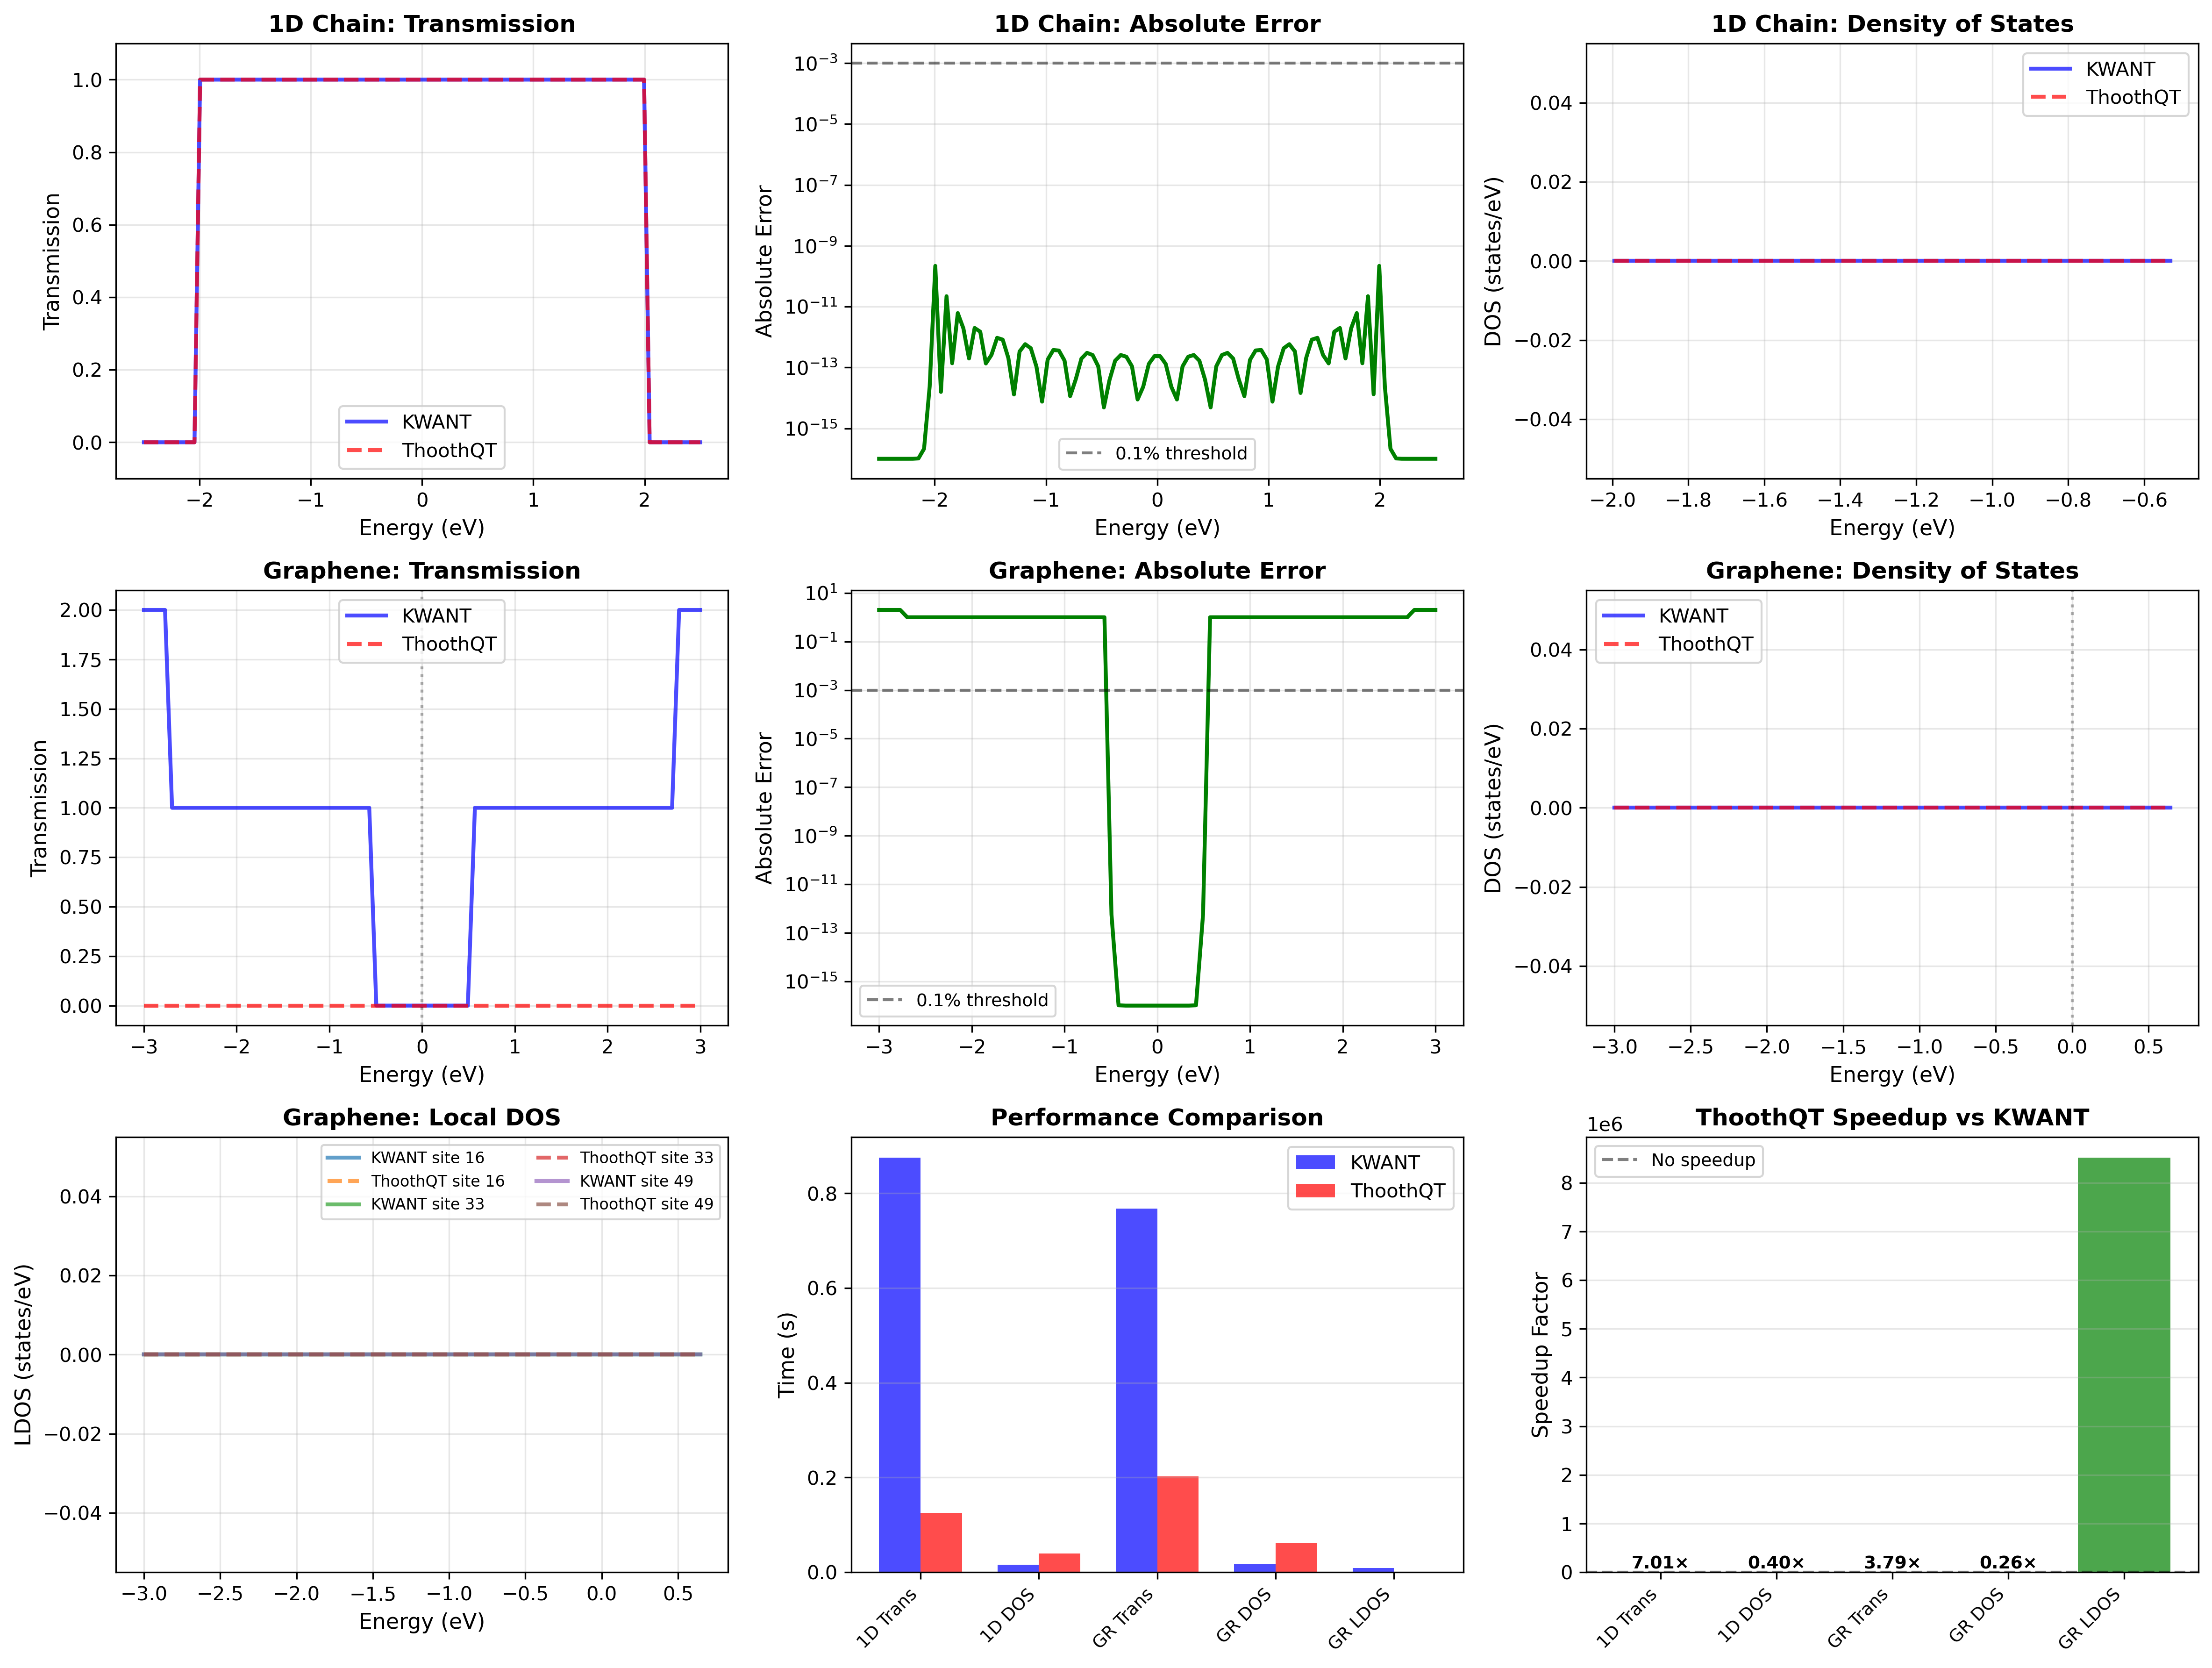 1D Chain: Transmission
Transmission
1.0
0.8
0.6
0.4
0.2
0.0
KWANT
ThoothQT
−2 −1 0 1 2
Energy (eV)
1D Chain: Absolute Error
Absolute Error
10⁻³
10⁻⁵
10⁻⁷
10⁻⁹
10⁻¹¹
10⁻¹³
10⁻¹⁵
0.1% threshold
−2 −1 0 1 2
Energy (eV)
1D Chain: Density of States
DOS (states/eV)
0.04
0.02
0.00
−0.02
−0.04
KWANT
ThoothQT
−2.0 −1.8 −1.6 −1.4 −1.2 −1.0 −0.8 −0.6
Energy (eV)
Graphene: Transmission
Transmission
2.00
1.75
1.50
1.25
1.00
0.75
0.50
0.25
0.00
KWANT
ThoothQT
−3 −2 −1 0 1 2 3
Energy (eV)
Graphene: Absolute Error
Absolute Error
10¹
10⁻¹
10⁻³
10⁻⁵
10⁻⁷
10⁻⁹
10⁻¹¹
10⁻¹³
10⁻¹⁵
0.1% threshold
−3 −2 −1 0 1 2 3
Energy (eV)
Graphene: Density of States
DOS (states/eV)
0.04
0.02
0.00
−0.02
−0.04
KWANT
ThoothQT
−3.0 −2.5 −2.0 −1.5 −1.0 −0.5 0.0 0.5
Energy (eV)
Graphene: Local DOS
LDOS (states/eV)
0.04
0.02
0.00
−0.02
−0.04
KWANT site 16
ThoothQT site 16
KWANT site 33
ThoothQT site 33
KWANT site 49
ThoothQT site 49
−3.0 −2.5 −2.0 −1.5 −1.0 −0.5 0.0 0.5
Energy (eV)
Performance Comparison
Time (s)
0.8
0.6
0.4
0.2
0.0
KWANT
ThoothQT
1D Trans
1D DOS
GR Trans
GR DOS
GR LDOS
ThoothQT Speedup vs KWANT
1e6
Speedup Factor
8
7
6
5
4
3
2
1
0
No speedup
7.01× 0.40× 3.79× 0.26×
1D Trans
1D DOS
GR Trans
GR DOS
GR LDOS